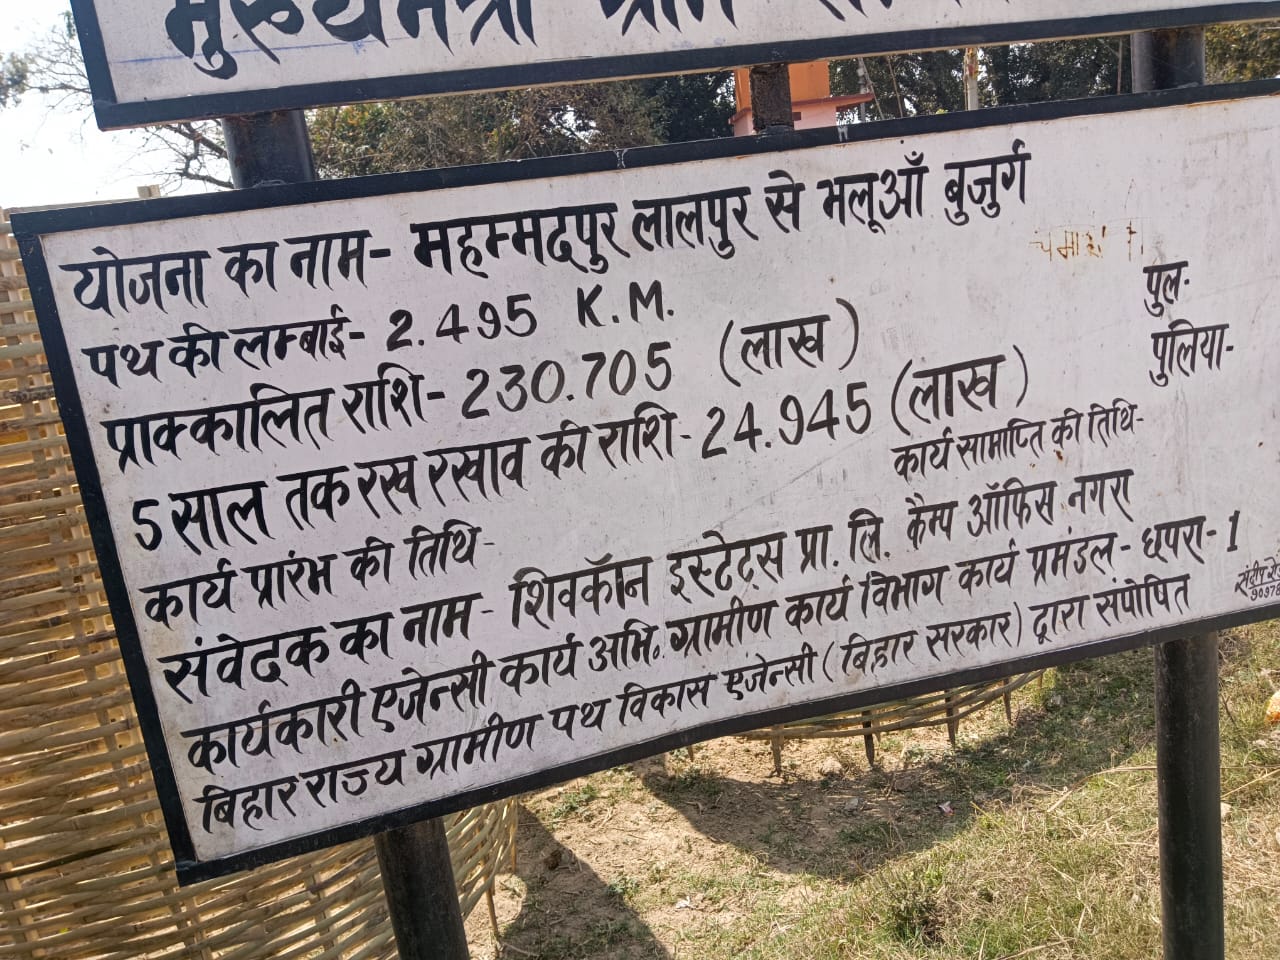 मुख्यमंत्री ग्राम
योजना का नाम- महम्मदपुर लालपुर से भलूआँ बुजुर्ग
पथ की लम्बाई- 2.495 K.M.
पुल-
प्राक्कालित राशि- 230.705 (लाख)
पुलिया-
5 साल तक रख रखाव की राशि- 24.945 (लाख)
कार्य प्रारंभ की तिथि-
कार्य सामाप्ति की तिथि-
संवेदक का नाम- शिवकॉन इस्टेट्स प्रा. लि. कैम्प ऑफिस नगरा
कार्यकारी एजेन्सी कार्य अभि. ग्रामीण कार्य विभाग कार्य प्रमंडल- छपरा-1
बिहार राज्य ग्रामीण पथ विकास एजेन्सी (बिहार सरकार) द्वारा संपोषित
संदीप